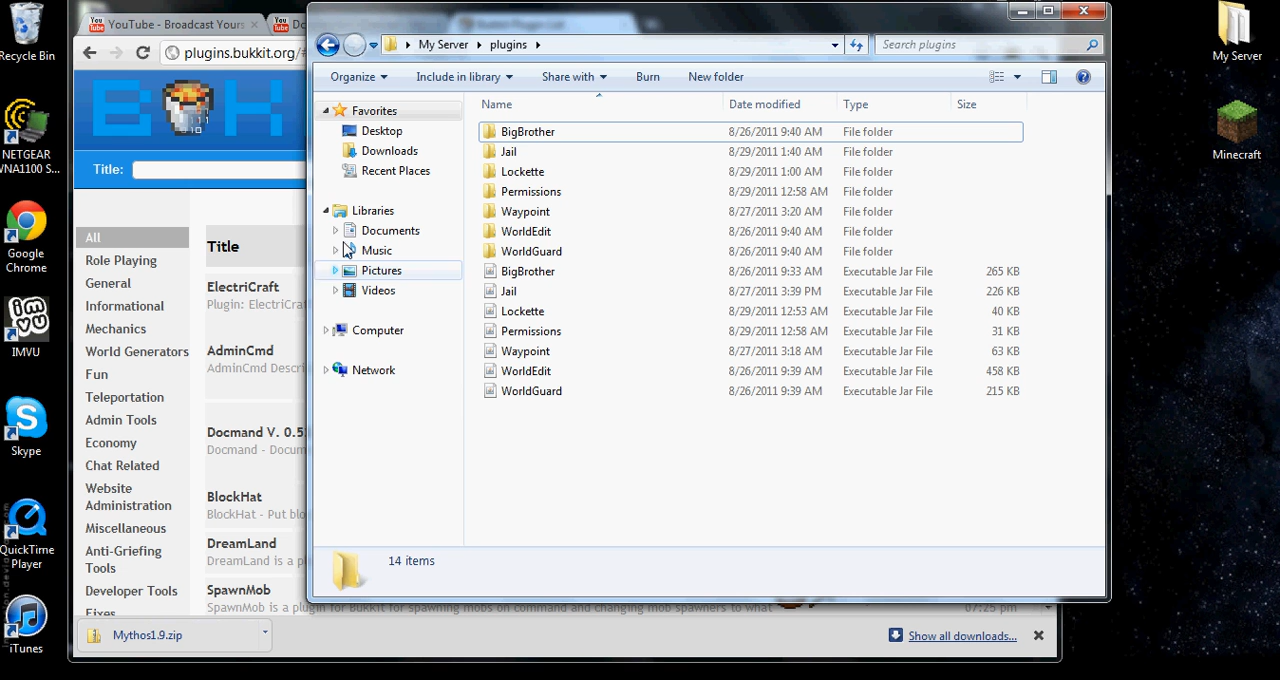 Recycle Bin
NETGEAR
WNA1100 S...
Google
Chrome
IMVU
Skype
QuickTime
Player
iTunes
My Server
Minecraft
YouTube - Broadcast Yours
plugins.bukkit.org/#
Title:
All
Role Playing
General
Informational
Mechanics
World Generators
Fun
Teleportation
Admin Tools
Economy
Chat Related
Website
Administration
Miscellaneous
Anti-Griefing
Tools
Developer Tools
Fixes
Title
ElectriCraft
Plugin: ElectriCraft
AdminCmd
AdminCmd Descri
Docmand V. 0.5
Docmand - Docum
BlockHat
BlockHat - Put blo
DreamLand
DreamLand is a pl
SpawnMob
SpawnMob is a plugin for Bukkit for spawning mobs on command and changing mob spawners to what
07:25 pm
Mythos1.9.zip
Show all downloads...
My Server plugins
Search plugins
Organize Include in library Share with Burn New folder
Favorites
Desktop
Downloads
Recent Places
Libraries
Documents
Music
Pictures
Videos
Computer
Network
Name Date modified Type Size
BigBrother 8/26/2011 9:40 AM File folder
Jail 8/29/2011 1:40 AM File folder
Lockette 8/29/2011 1:00 AM File folder
Permissions 8/29/2011 12:58 AM File folder
Waypoint 8/27/2011 3:20 AM File folder
WorldEdit 8/26/2011 9:40 AM File folder
WorldGuard 8/26/2011 9:40 AM File folder
BigBrother 8/26/2011 9:33 AM Executable Jar File 265 KB
Jail 8/27/2011 3:39 PM Executable Jar File 226 KB
Lockette 8/29/2011 12:53 AM Executable Jar File 40 KB
Permissions 8/29/2011 12:58 AM Executable Jar File 31 KB
Waypoint 8/27/2011 3:18 AM Executable Jar File 63 KB
WorldEdit 8/26/2011 9:39 AM Executable Jar File 458 KB
WorldGuard 8/26/2011 9:39 AM Executable Jar File 215 KB
14 items